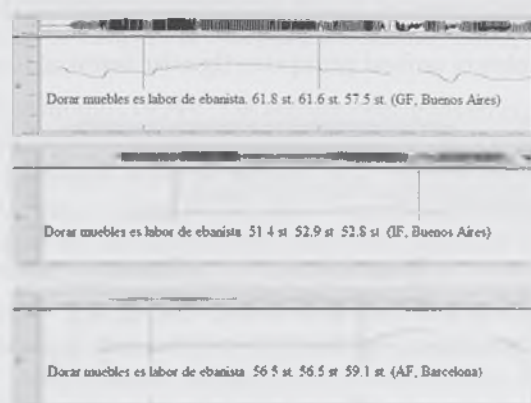 Dorar muebles es labor de ebanista. 61.8 st. 61.6 st. 57.5 st. (GF, Buenos Aires)
Dorar muebles es labor de ebanista 51 4 st 52.9 st 52.8 st (IF, Buenos Aires)
Dorar muebles es labor de ebanista 56 5 st 56.5 st 59.1 st. (AF, Barcelona)